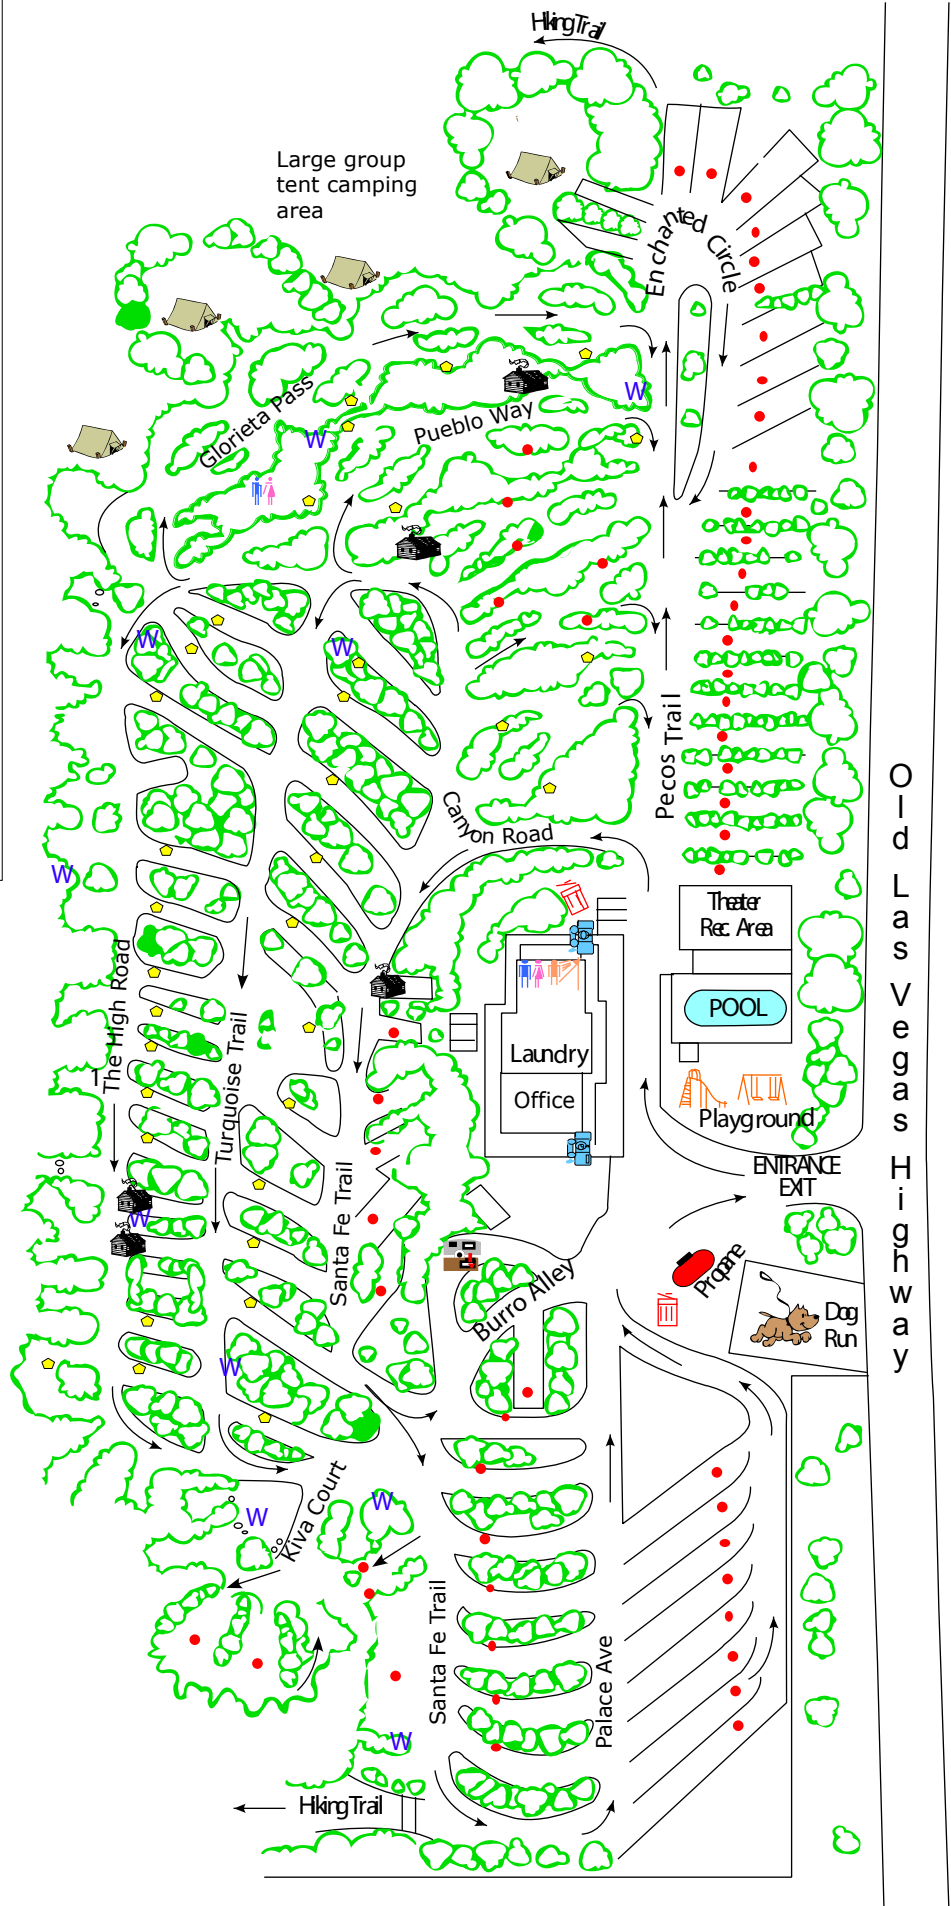 Hiking Trail
Large group
tent camping
area
Enchanted Circle
Glorieta Pass
Pueblo Way
W
W
W
W
Pecos Trail
Canyon Road
W
Old Las Vegas Highway
Theater
Rec. Area
POOL
The High Road
Turquoise Trail
Laundry
Office
Playground
1
ENTRANCE
EXIT
W
Santa Fe Trail
Burro Alley
Propane
Dog
Run
W
Kiva Court
W
W
Santa Fe Trail
Palace Ave
W
Hiking Trail